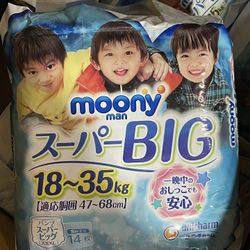 moony
man
スーパーBIG
18~35kg
【適応胴囲 47~68cm】
一晩中の
おしっこでも
安心
パンツ
スーパー
ビッグ
14枚
unicharm